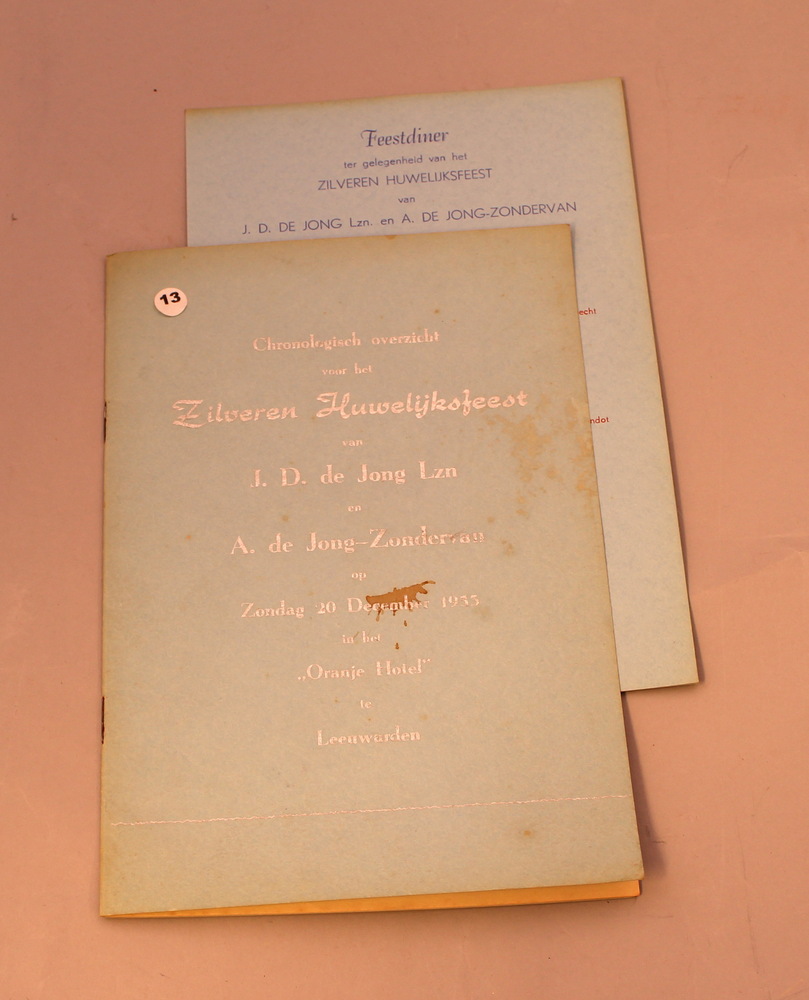 Feestdiner
ter gelegenheid van het
ZILVEREN HUWELIJKSFEEST
van
J. D. DE JONG Lzn. en A. DE JONG-ZONDERVAN
echt
ndot
13
Chronologisch overzicht
voor het
Zilveren Huwelijksfeest
van
J. D. de Jong Lzn
en
A. de Jong-Zondervan
op
Zondag 20 December 1953
in het
„Oranje Hotel"
te
Leeuwarden